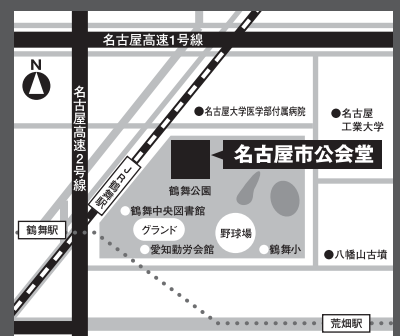 名古屋高速1号線
N
名古屋高速2号線
●名古屋大学医学部付属病院
●名古屋
工業大学
名古屋市公会堂
JR鶴舞駅
鶴舞公園
鶴舞中央図書館
鶴舞駅
グランド
野球場
愛知勤労会館
鶴舞小
●八幡山古墳
荒畑駅